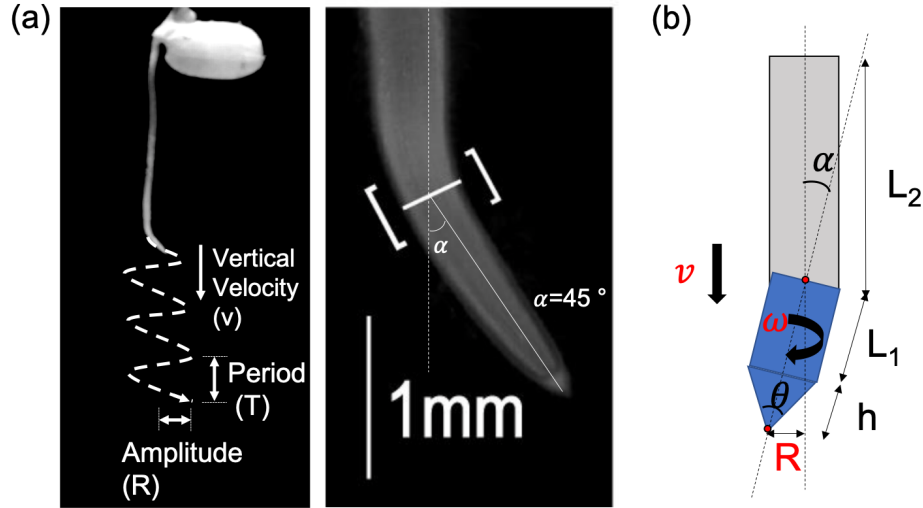 (a)
Vertical
Velocity
(v)
Period
(T)
Amplitude
(R)
α
α=45 °
1mm
(b)
α
L2
v
ω
L1
θ
h
R